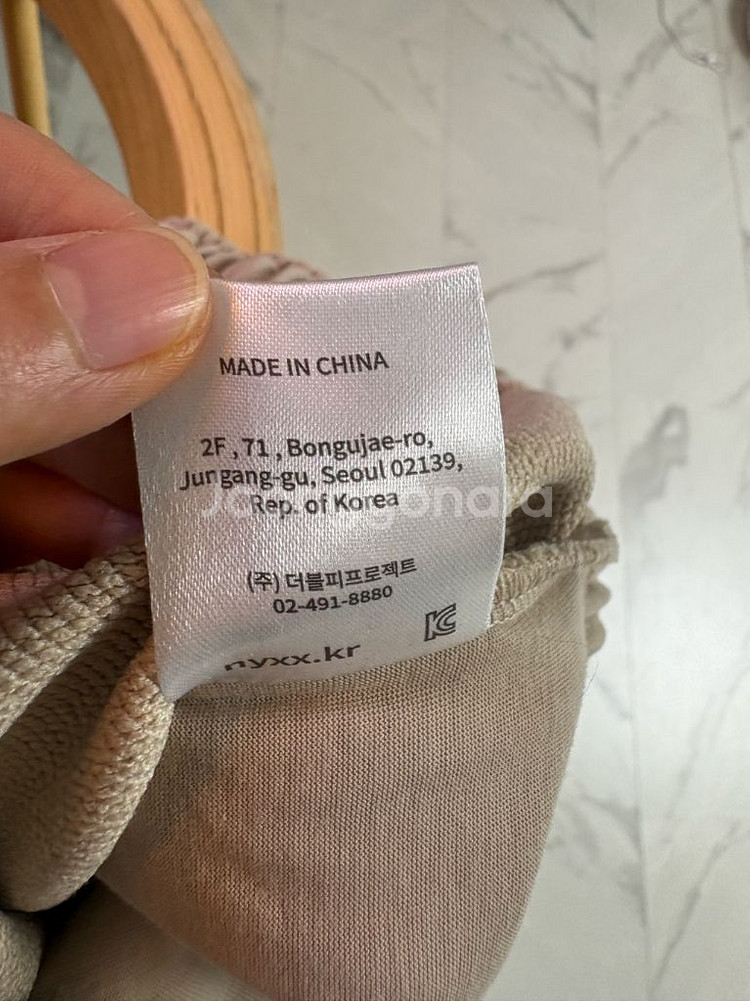 MADE IN CHINA
2F , 71 , Bongujae-ro,
Jungang-gu, Seoul 02139,
Rep. of Korea
Joonggonara
(주) 더블피프로젝트
02-491-8880
nyxx.kr